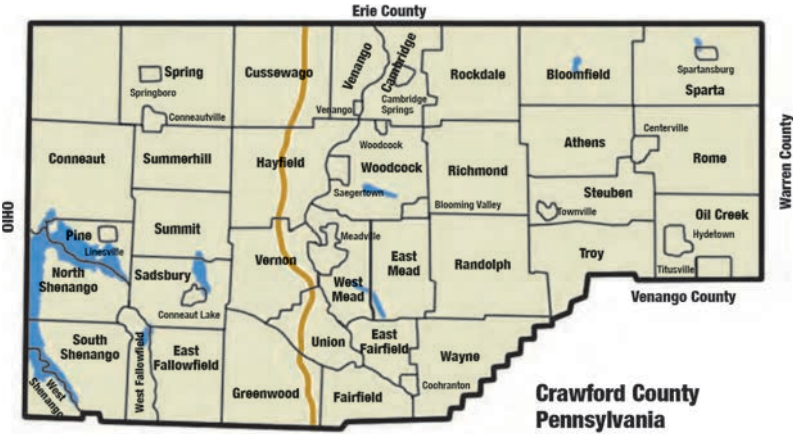 Erie County
Spring
Springboro
Conneautville
Cussewago
Venango
Venango
Cambridge
Cambridge
Springs
Rockdale
Bloomfield
Spartansburg
Sparta
OIHO
Conneaut
Summerhill
Hayfield
Woodcock
Woodcock
Saegertown
Blooming Valley
Richmond
Athens
Centerville
Rome
Warren County
Steuben
Townville
Oil Creek
Hydetown
Titusville
Pine
Linesville
Summit
North
Shenango
Sadsbury
Conneaut Lake
Vernon
Meadville
West
Mead
East
Mead
Randolph
Troy
Venango County
South
Shenango
West
Shenango
West Fallowfield
East
Fallowfield
Greenwood
Union
East
Fairfield
Fairfield
Wayne
Cochranton
Crawford County
Pennsylvania